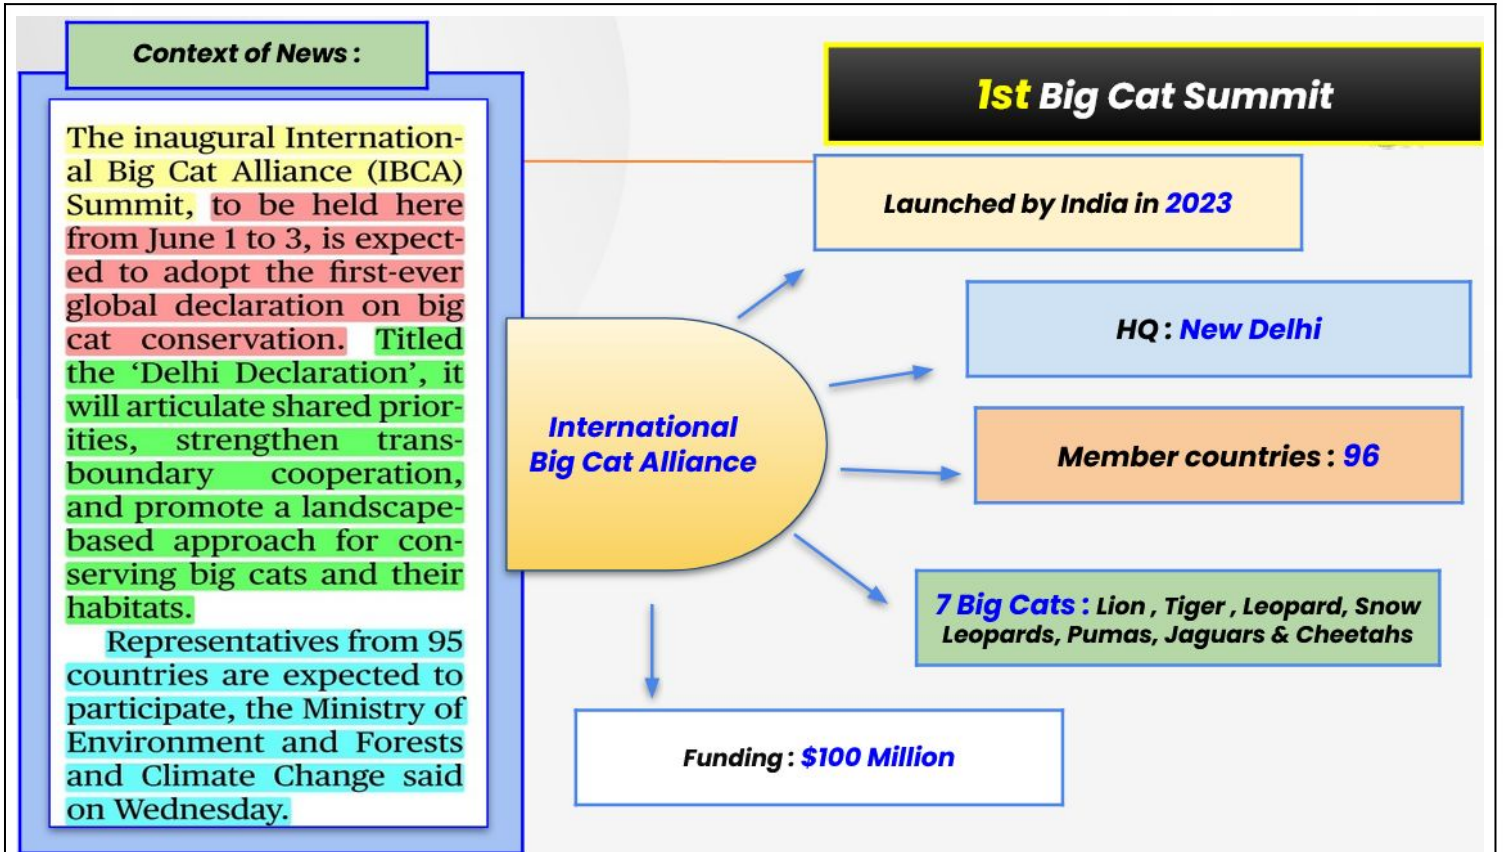 Context of News :
The inaugural Internation-
al Big Cat Alliance (IBCA)
Summit, to be held here
from June 1 to 3, is expect-
ed to adopt the first-ever
global declaration on big
cat conservation. Titled
the ‘Delhi Declaration’, it
will articulate shared prior-
ities, strengthen trans-
boundary cooperation,
and promote a landscape-
based approach for con-
serving big cats and their
habitats.
Representatives from 95
countries are expected to
participate, the Ministry of
Environment and Forests
and Climate Change said
on Wednesday.
1st Big Cat Summit
Launched by India in 2023
HQ : New Delhi
International
Big Cat Alliance
Member countries : 96
7 Big Cats : Lion , Tiger , Leopard, Snow
Leopards, Pumas, Jaguars & Cheetahs
Funding : $100 Million